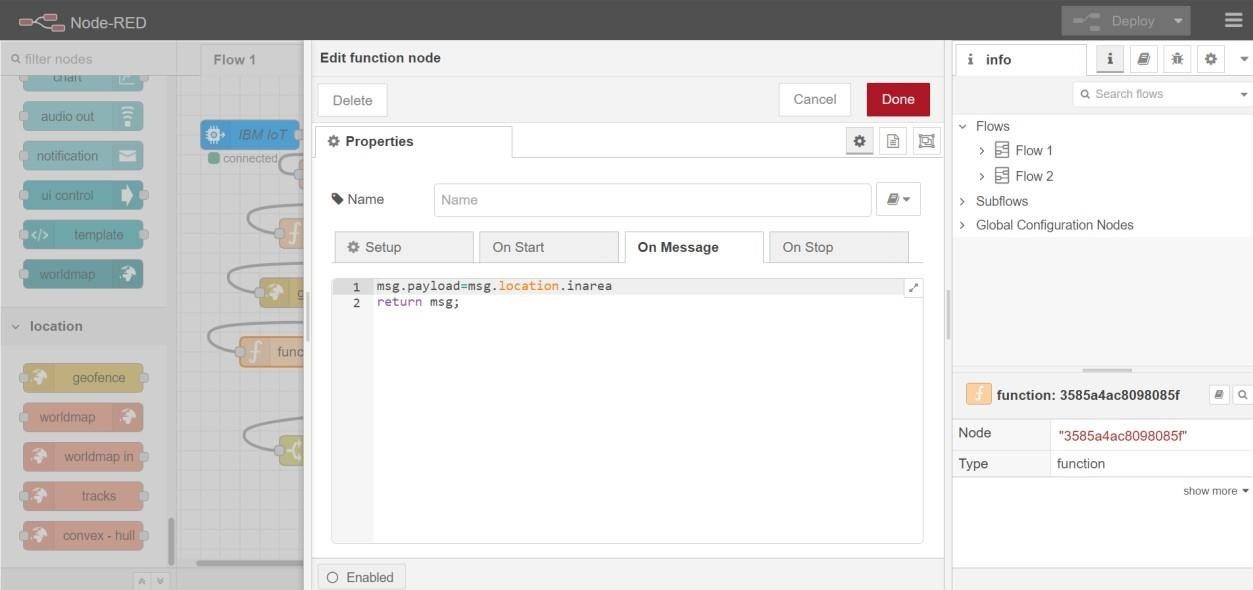 Node-RED
Deploy
filter nodes
chart
audio out
notification
ui control
template
worldmap
location
geofence
worldmap
worldmap in
tracks
convex - hull
Flow 1
IBM IoT
connected
f
g
f func
Edit function node
Delete
Cancel
Done
Properties
Name
Name
Setup
On Start
On Message
On Stop
1 msg.payload=msg.location.inarea
2 return msg;
Enabled
i info
i
Search flows
Flows
Flow 1
Flow 2
Subflows
Global Configuration Nodes
f function: 3585a4ac8098085f
Node "3585a4ac8098085f"
Type function
show more